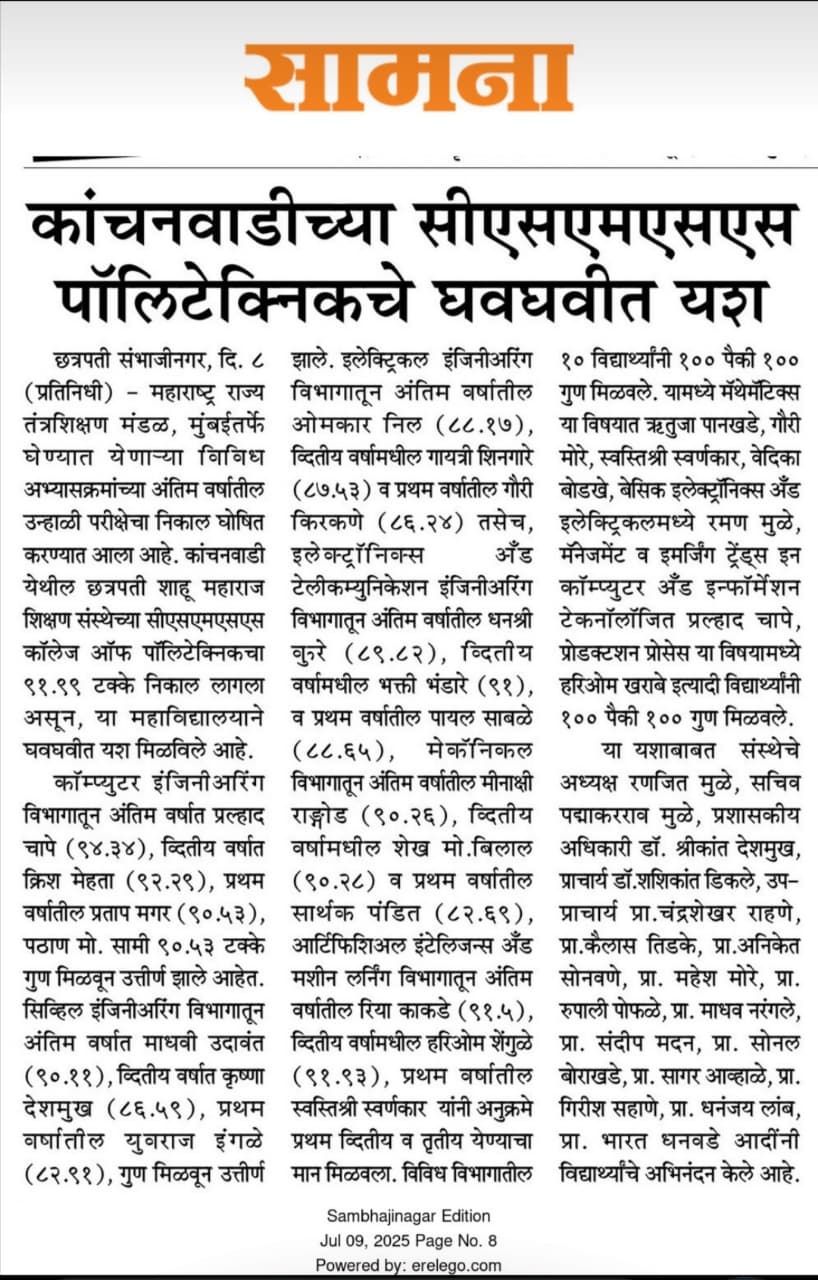 सामना
कांचनवाडीच्या सीएसएमएसएस
पॉलिटेक्निकचे घवघवीत यश
छत्रपती संभाजीनगर, दि. ८
(प्रतिनिधी) – महाराष्ट्र राज्य
तंत्रशिक्षण मंडळ, मुंबईतर्फे
घेण्यात येणाऱ्या विविध
अभ्यासक्रमांच्या अंतिम वर्षातील
उन्हाळी परीक्षेचा निकाल घोषित
करण्यात आला आहे. कांचनवाडी
येथील छत्रपती शाहू महाराज
शिक्षण संस्थेच्या सीएसएमएसएस
कॉलेज ऑफ पॉलिटेक्निकचा
९१.९९ टक्के निकाल लागला
असून, या महाविद्यालयाने
घवघवीत यश मिळविले आहे.
कॉम्प्युटर इंजिनीअरिंग
विभागातून अंतिम वर्षात प्रल्हाद
चापे (९४.३४), व्दितीय वर्षात
क्रिश मेहता (९२.२९), प्रथम
वर्षातील प्रताप मगर (९०.५३),
पठाण मो. सामी ९०.५३ टक्के
गुण मिळवून उत्तीर्ण झाले आहेत.
सिव्हिल इंजिनीअरिंग विभागातून
अंतिम वर्षात माधवी उदावंत
(९०.११), व्दितीय वर्षात कृष्णा
देशमुख (८६.५९), प्रथम
वर्षातील युवराज इंगळे
(८२.९१), गुण मिळवून उत्तीर्ण
झाले. इलेक्ट्रिकल इंजिनीअरिंग
विभागातून अंतिम वर्षातील
ओमकार निल (८८.१७),
व्दितीय वर्षामधील गायत्री शिनगारे
(८७.५३) व प्रथम वर्षातील गौरी
किरकणे (८६.२४) तसेच,
इलेक्ट्रॉनिक्स अँड
टेलीकम्युनिकेशन इंजिनीअरिंग
विभागातून अंतिम वर्षातील धनश्री
कुरे (८९.८२), व्दितीय
वर्षामधील भक्ती भंडारे (९१),
व प्रथम वर्षातील पायल साबळे
(८८.६५), मेकॉनिकल
विभागातून अंतिम वर्षातील मीनाक्षी
राठोड (९०.२६), व्दितीय
वर्षामधील शेख मो.बिलाल
(९०.२८) व प्रथम वर्षातील
सार्थक पंडित (८२.६९),
आर्टिफिशिअल इंटेलिजन्स अँड
मशीन लर्निंग विभागातून अंतिम
वर्षातील रिया काकडे (९१.५),
व्दितीय वर्षामधील हरिओम शेंगुळे
(९१.९३), प्रथम वर्षातील
स्वस्तिश्री स्वर्णकार यांनी अनुक्रमे
प्रथम व्दितीय व तृतीय येण्याचा
मान मिळवला. विविध विभागातील
१० विद्यार्थ्यांनी १०० पैकी १००
गुण मिळवले. यामध्ये मॅथेमॅटिक्स
या विषयात ऋतुजा पानखडे, गौरी
मोरे, स्वस्तिश्री स्वर्णकार, वेदिका
बोडखे, बेसिक इलेक्ट्रॉनिक्स अँड
इलेक्ट्रिकलमध्ये रमण मुळे,
मॅनेजमेंट व इमर्जिंग ट्रेंड्स इन
कॉम्प्युटर अँड इन्फॉर्मेशन
टेकनॉलॉजित प्रल्हाद चापे,
प्रोडक्टशन प्रोसेस या विषयामध्ये
हरिओम खराबे इत्यादी विद्यार्थ्यांनी
१०० पैकी १०० गुण मिळवले.
या यशाबाबत संस्थेचे
अध्यक्ष रणजित मुळे, सचिव
पद्माकरराव मुळे, प्रशासकीय
अधिकारी डॉ. श्रीकांत देशमुख,
प्राचार्य डॉ.शशिकांत डिकले, उप–
प्राचार्य प्रा.चंद्रशेखर राहणे,
प्रा.कैलास तिडके, प्रा.अनिकेत
सोनवणे, प्रा. महेश मोरे, प्रा.
रुपाली पोफळे, प्रा. माधव नरंगले,
प्रा. संदीप मदन, प्रा. सोनल
बोराखडे, प्रा. सागर आव्हाळे, प्रा.
गिरीश सहाणे, प्रा. धनंजय लांब,
प्रा. भारत धनवडे आदींनी
विद्यार्थ्यांचे अभिनंदन केले आहे.
Sambhajinagar Edition
Jul 09, 2025 Page No. 8
Powered by: erelego.com